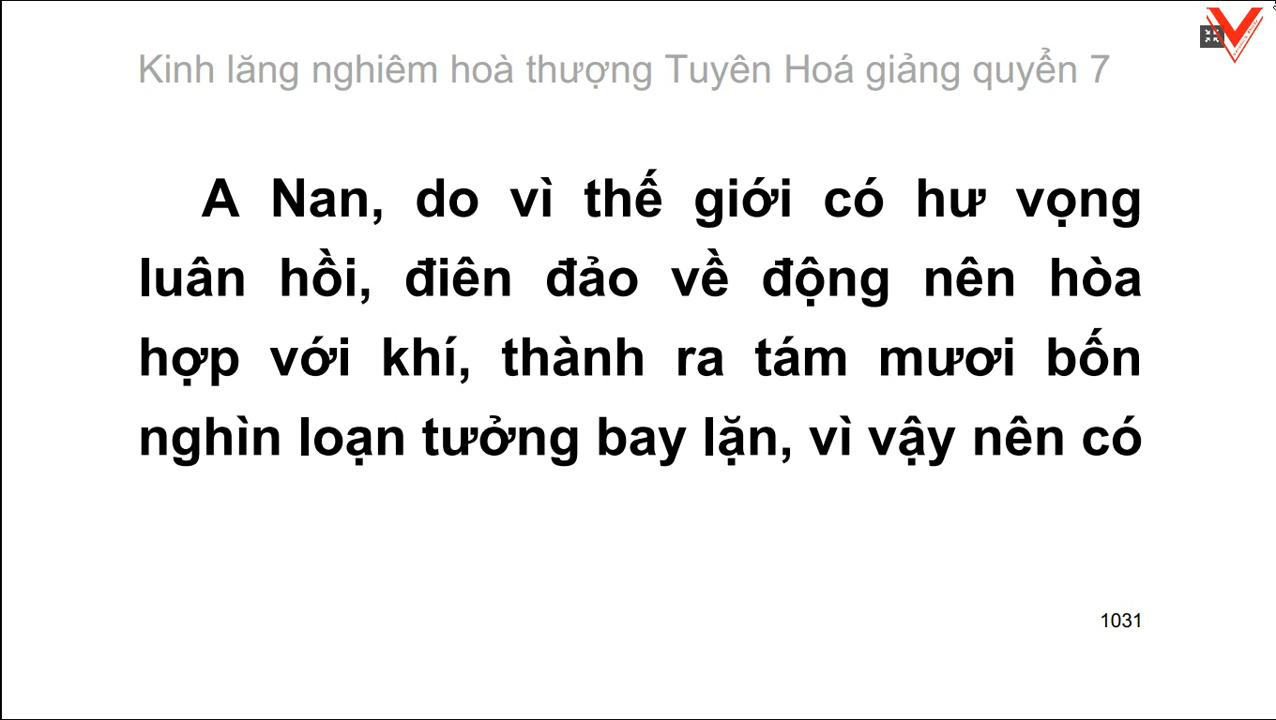 Kinh lăng nghiêm hoà thượng Tuyên Hoá giảng quyển 7
A Nan, do vì thế giới có hư vọng
luân hồi, điên đảo về động nên hòa
hợp với khí, thành ra tám mươi bốn
nghìn loạn tưởng bay lặn, vì vậy nên có
1031